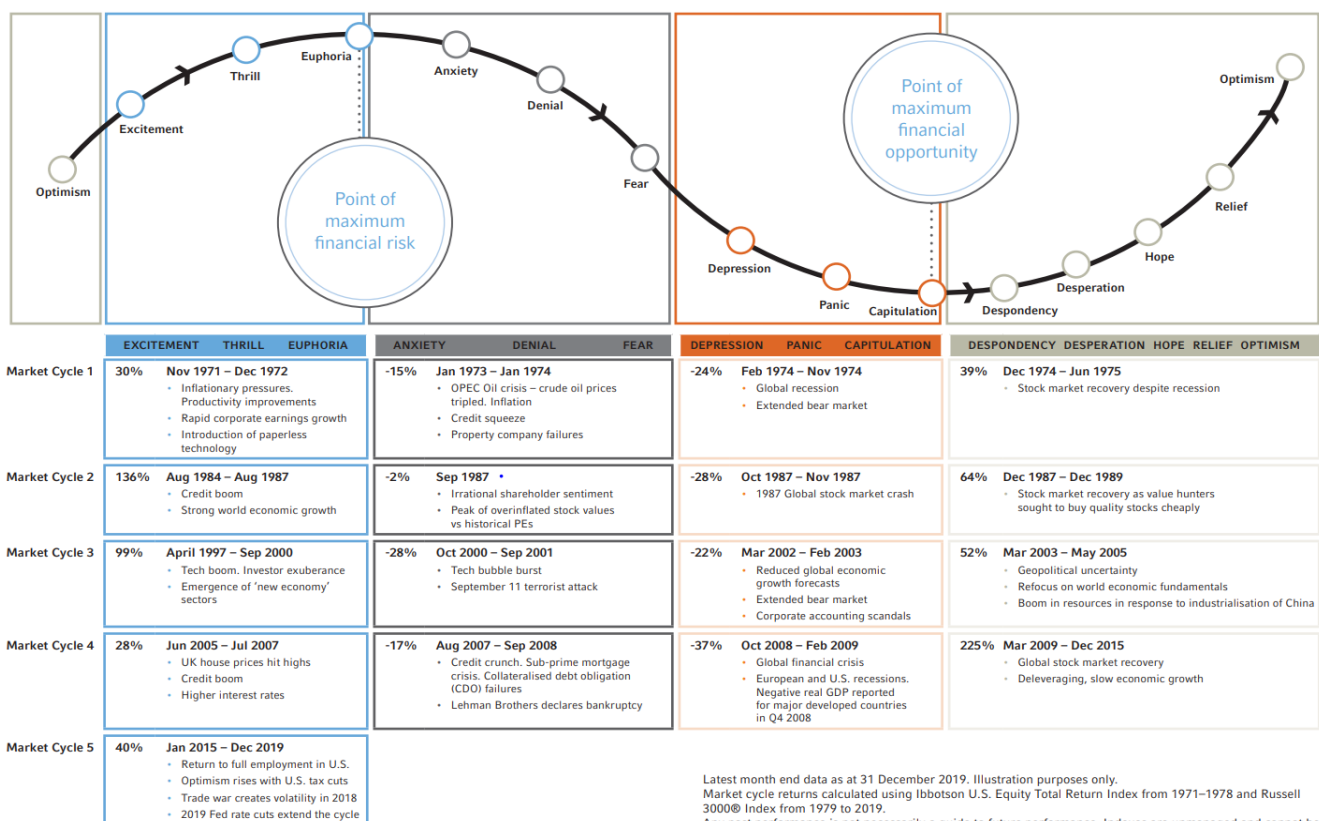 Optimism
Excitement
Thrill
Euphoria
Anxiety
Denial
Fear
Point of
maximum
financial risk
Depression
Panic
Capitulation
Point of
maximum
financial
opportunity
Despondency
Desperation
Hope
Relief
Optimism
EXCITEMENT THRILL EUPHORIA
ANXIETY DENIAL FEAR
DEPRESSION PANIC CAPITULATION
DESPONDENCY DESPERATION HOPE RELIEF OPTIMISM
Market Cycle 1
30% Nov 1971 – Dec 1972
• Inflationary pressures.
Productivity improvements
• Rapid corporate earnings growth
• Introduction of paperless
technology
-15% Jan 1973 – Jan 1974
• OPEC Oil crisis – crude oil prices
tripled. Inflation
• Credit squeeze
• Property company failures
-24% Feb 1974 – Nov 1974
• Global recession
• Extended bear market
39% Dec 1974 – Jun 1975
• Stock market recovery despite recession
Market Cycle 2
136% Aug 1984 – Aug 1987
• Credit boom
• Strong world economic growth
-2% Sep 1987
• Irrational shareholder sentiment
• Peak of overinflated stock values
vs historical PEs
-28% Oct 1987 – Nov 1987
• 1987 Global stock market crash
64% Dec 1987 – Dec 1989
• Stock market recovery as value hunters
sought to buy quality stocks cheaply
Market Cycle 3
99% April 1997 – Sep 2000
• Tech boom. Investor exuberance
• Emergence of ‘new economy’
sectors
-28% Oct 2000 – Sep 2001
• Tech bubble burst
• September 11 terrorist attack
-22% Mar 2002 – Feb 2003
• Reduced global economic
growth forecasts
• Extended bear market
• Corporate accounting scandals
52% Mar 2003 – May 2005
• Geopolitical uncertainty
• Refocus on world economic fundamentals
• Boom in resources in response to industrialisation of China
Market Cycle 4
28% Jun 2005 – Jul 2007
• UK house prices hit highs
• Credit boom
• Higher interest rates
-17% Aug 2007 – Sep 2008
• Credit crunch. Sub-prime mortgage
crisis. Collateralised debt obligation
(CDO) failures
• Lehman Brothers declares bankruptcy
-37% Oct 2008 – Feb 2009
• Global financial crisis
• European and U.S. recessions.
Negative real GDP reported
for major developed countries
in Q4 2008
225% Mar 2009 – Dec 2015
• Global stock market recovery
• Deleveraging, slow economic growth
Market Cycle 5
40% Jan 2015 – Dec 2019
• Return to full employment in U.S.
• Optimism rises with U.S. tax cuts
• Trade war creates volatility in 2018
• 2019 Fed rate cuts extend the cycle
Latest month end data as at 31 December 2019. Illustration purposes only.
Market cycle returns calculated using Ibbotson U.S. Equity Total Return Index from 1971–1978 and Russell
3000® Index from 1979 to 2019.